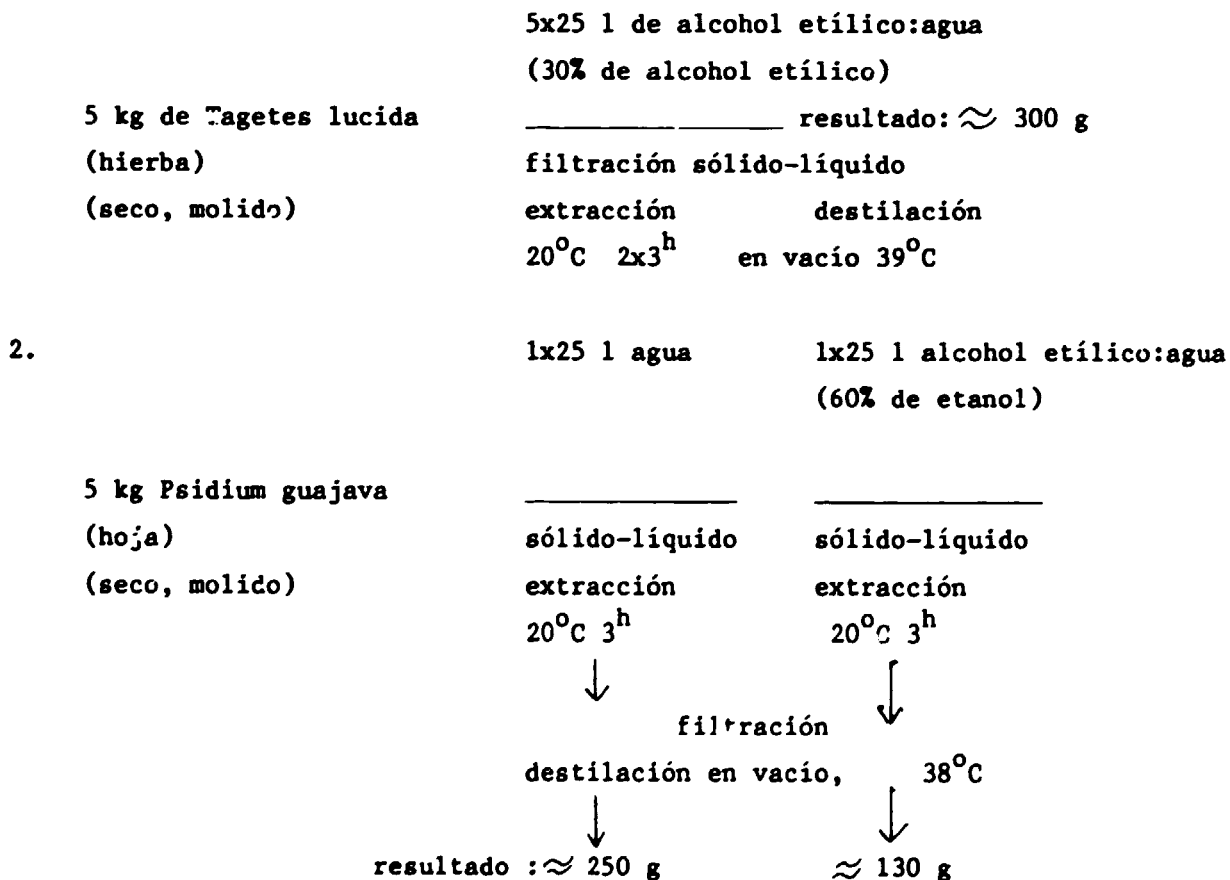 5x25 l de alcohol etílico:agua
(30% de alcohol etílico)
5 kg de Tagetes lucida ________ ______ resultado: ≈ 300 g
(hierba) filtración sólido-líquido
(seco, molido) extracción destilación
20°C 2x3h en vacío 39°C
2. 1x25 l agua 1x25 l alcohol etílico:agua
(60% de etanol)
5 kg Psidium guajava
(hoja) sólido-líquido sólido-líquido
(seco, molido) extracción extracción
20°C 3h 20°C 3h
filtración
destilación en vacío, 38°C
resultado :≈ 250 g ≈ 130 g